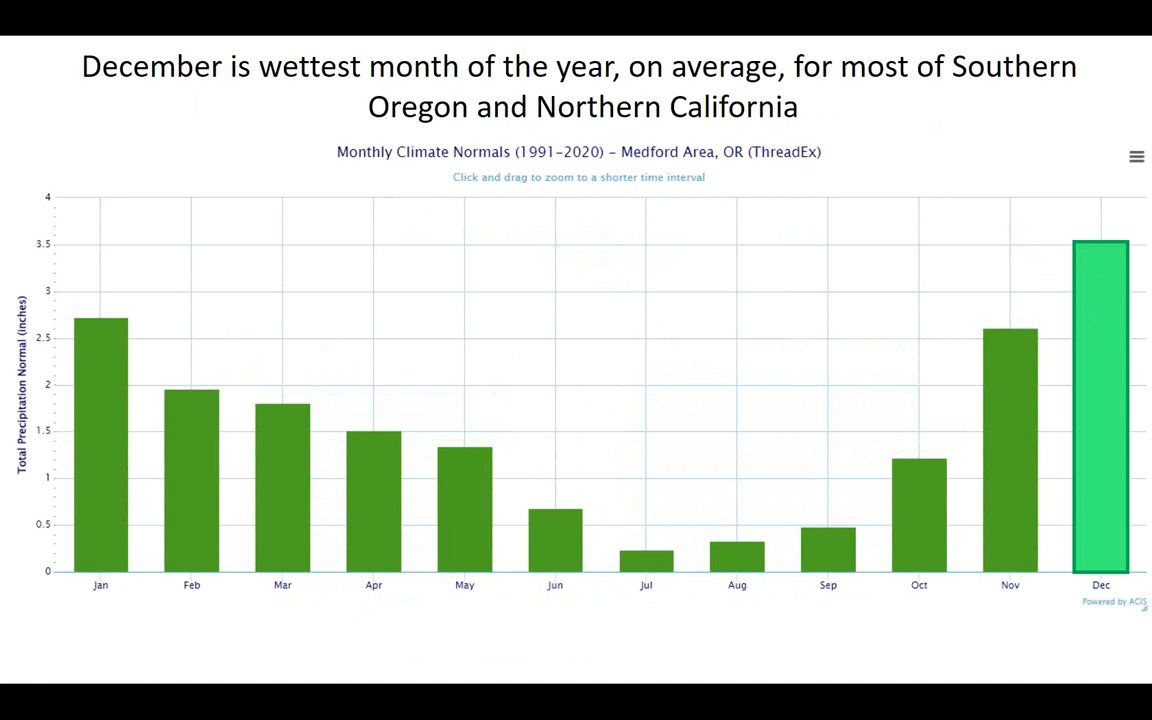 December is wettest month of the year, on average, for most of Southern
Oregon and Northern California
Monthly Climate Normals (1991-2020) - Medford Area, OR (ThreadEx)
Click and drag to zoom to a shorter time interval
Total Precipitation Normal (inches)
4
3.5
3
2.5
2
1.5
1
0.5
0
Jan Feb Mar Apr May Jun Jul Aug Sep Oct Nov Dec
Powered by ACIS